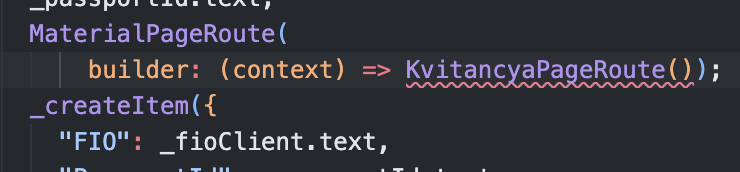 _passportId.text,
MaterialPageRoute(
builder: (context) => KvitancyaPageRoute());
_createItem({
"FIO": _fioClient.text,